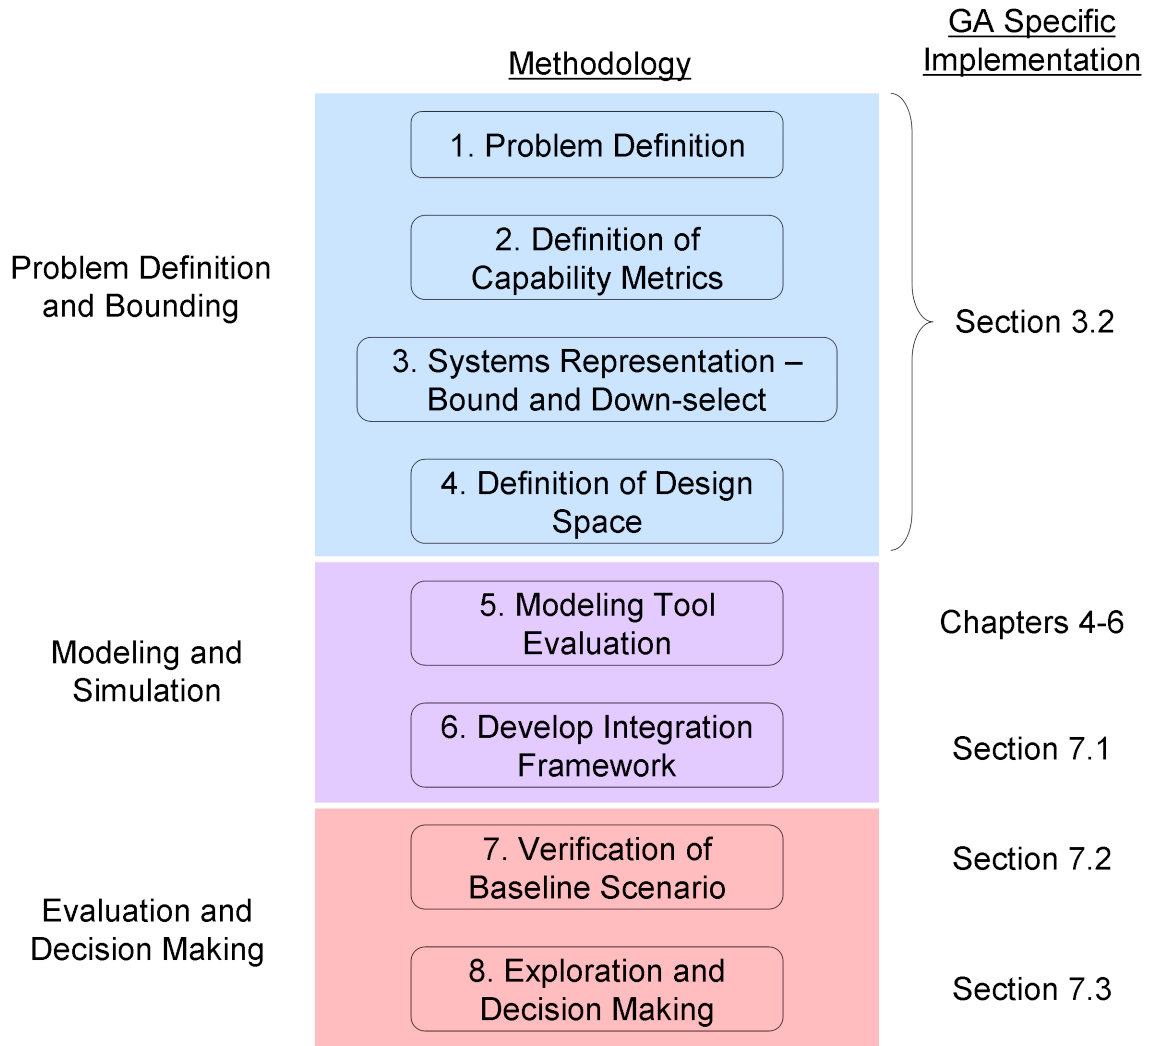 GA Specific
Implementation
Methodology
1. Problem Definition
2. Definition of
Capability Metrics
Problem Definition
and Bounding
Section 3.2
3. Systems Representation –
Bound and Down-select
4. Definition of Design
Space
5. Modeling Tool
Evaluation
Chapters 4-6
Modeling and
Simulation
6. Develop Integration
Framework
Section 7.1
7. Verification of
Baseline Scenario
Section 7.2
Evaluation and
Decision Making
8. Exploration and
Decision Making
Section 7.3